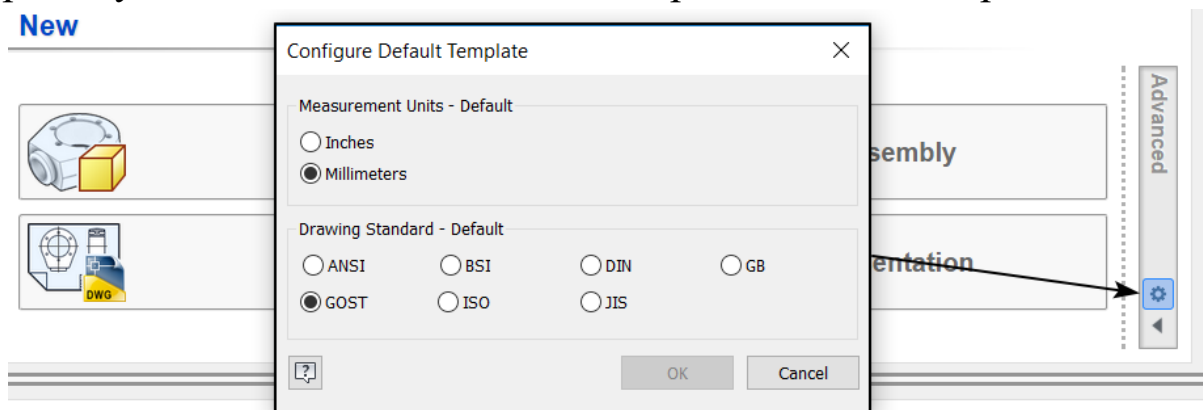 New
Configure Default Template
Measurement Units - Default
Inches
Millimeters
Drawing Standard - Default
ANSI BSI DIN GB
GOST ISO JIS
OK Cancel
sembly
entation
DWG
Advanced